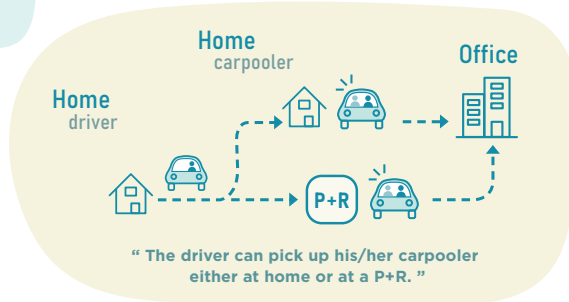 Home
carpooler
Office
Home
driver
P+R
“ The driver can pick up his/her carpooler
either at home or at a P+R. ”